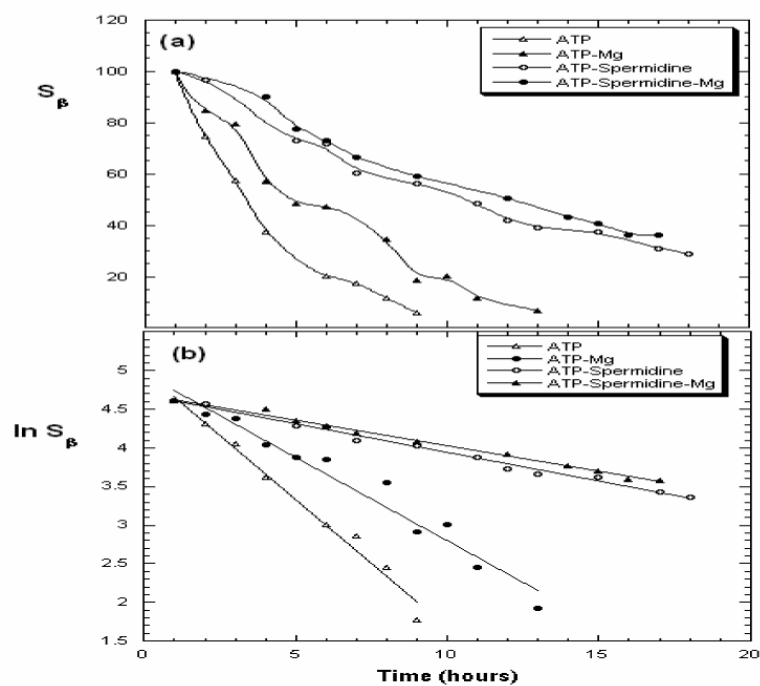 (a)
ATP
ATP-Mg
ATP-Spermidine
ATP-Spermidine-Mg
S β
120
100
80
60
40
20
(b)
ATP
ATP-Mg
ATP-Spermidine
ATP-Spermidine-Mg
ln S β
5
4.5
4
3.5
3
2.5
2
1.5
0
5
10
15
20
Time (hours)